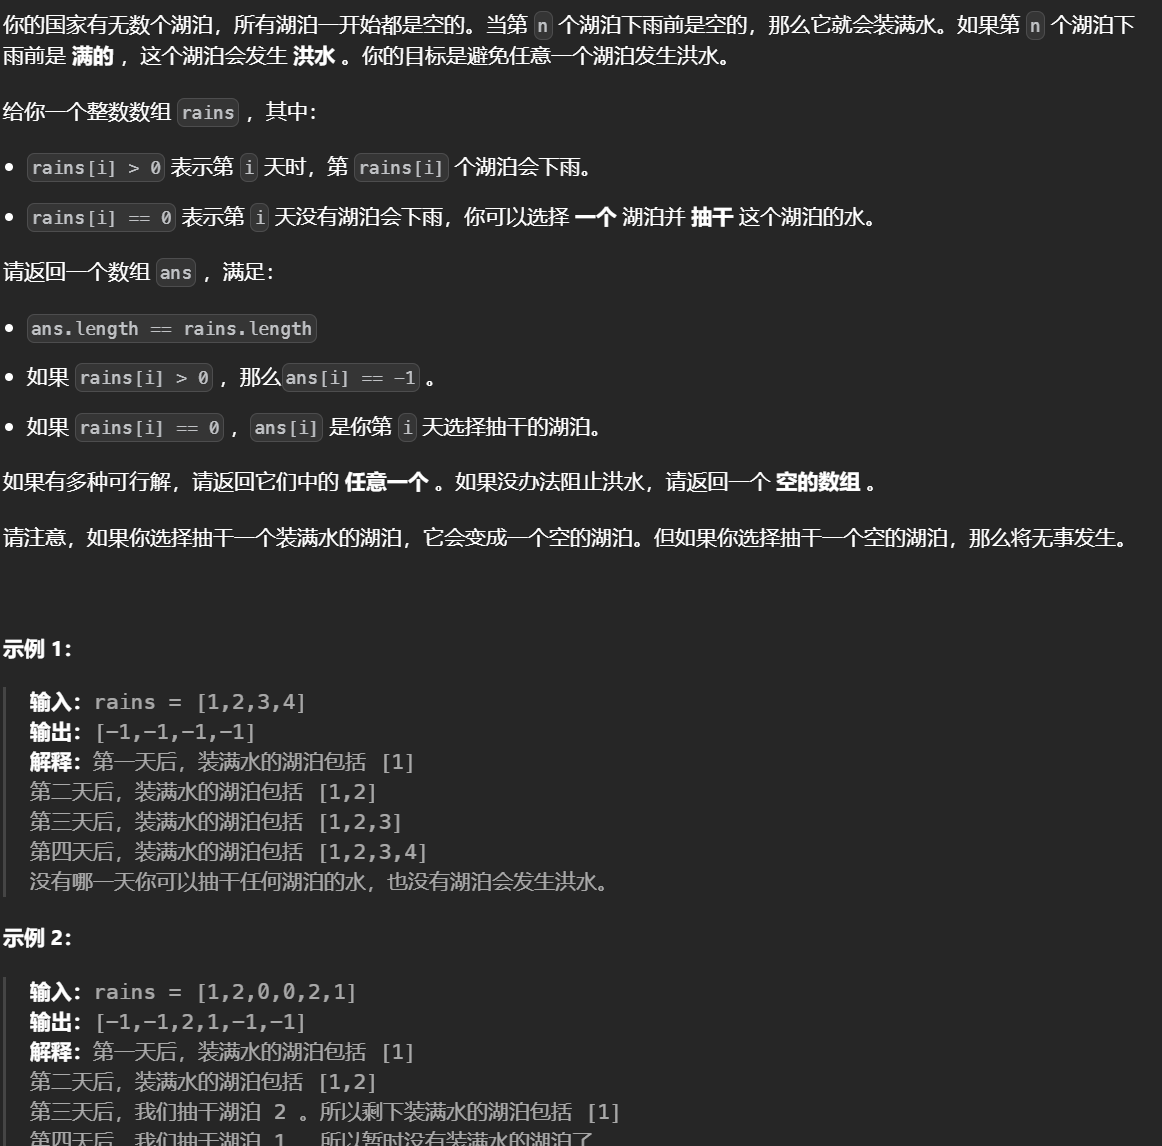 你的国家有无数个湖泊，所有湖泊一开始都是空的。当第 n 个湖泊下雨前是空的，那么它就会装满水。如果第 n 个湖泊下
雨前是 满的 ，这个湖泊会发生 洪水 。你的目标是避免任意一个湖泊发生洪水。
给你一个整数数组 rains ，其中：
• rains[i] > 0 表示第 i 天时，第 rains[i] 个湖泊会下雨。
• rains[i] == 0 表示第 i 天没有湖泊会下雨，你可以选择 一个 湖泊并 抽干 这个湖泊的水。
请返回一个数组 ans ，满足：
• ans.length == rains.length
• 如果 rains[i] > 0 ，那么ans[i] == -1 。
• 如果 rains[i] == 0 ，ans[i] 是你第 i 天选择抽干的湖泊。
如果有多种可行解，请返回它们中的 任意一个 。如果没办法阻止洪水，请返回一个 空的数组 。
请注意，如果你选择抽干一个装满水的湖泊，它会变成一个空的湖泊。但如果你选择抽干一个空的湖泊，那么将无事发生。
示例 1：
输入：rains = [1,2,3,4]
输出：[-1,-1,-1,-1]
解释：第一天后，装满水的湖泊包括 [1]
第二天后，装满水的湖泊包括 [1,2]
第三天后，装满水的湖泊包括 [1,2,3]
第四天后，装满水的湖泊包括 [1,2,3,4]
没有哪一天你可以抽干任何湖泊的水，也没有湖泊会发生洪水。
示例 2：
输入：rains = [1,2,0,0,2,1]
输出：[-1,-1,2,1,-1,-1]
解释：第一天后，装满水的湖泊包括 [1]
第二天后，装满水的湖泊包括 [1,2]
第三天后，我们抽干湖泊 2 。所以剩下装满水的湖泊包括 [1]
第四天后，我们抽干湖泊 1 。所以暂时没有装满水的湖泊了